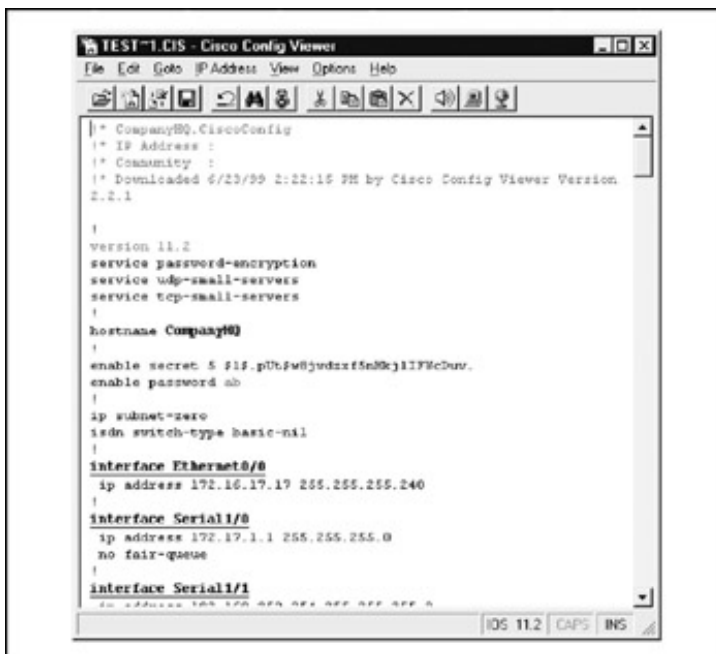 TEST~1.CIS - Cisco Config Viewer
File Edit Goto IP Address View Options Help
!* CompanyHQ.CiscoConfig
!* IP Address :
!* Community :
!* Downloaded 6/23/99 2:22:15 PM by Cisco Config Viewer Version
2.2.1
!
version 11.2
service password-encryption
service udp-small-servers
service tcp-small-servers
!
hostname CompanyHQ
!
enable secret 5
enable password ab
!
ip subnet-zero
isdn switch-type basic-ni1
!
interface Ethernet0/0
ip address 172.16.17.17 255.255.255.240
!
interface Serial1/0
ip address 172.17.1.1 255.255.255.0
no fair-queue
!
interface Serial1/1
IOS 11.2 CAPS INS